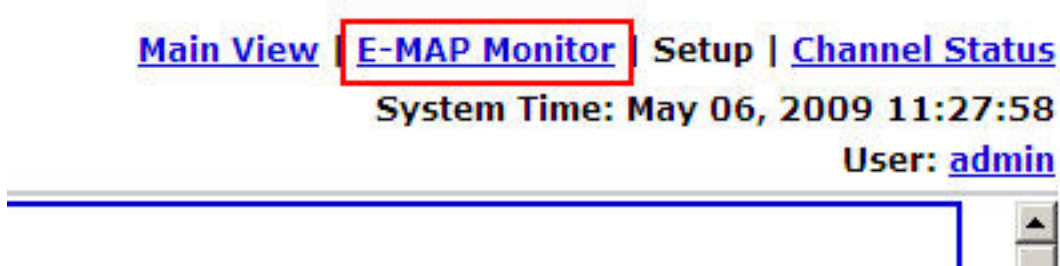 Main View | E-MAP Monitor | Setup | Channel Status
System Time: May 06, 2009 11:27:58
User: admin